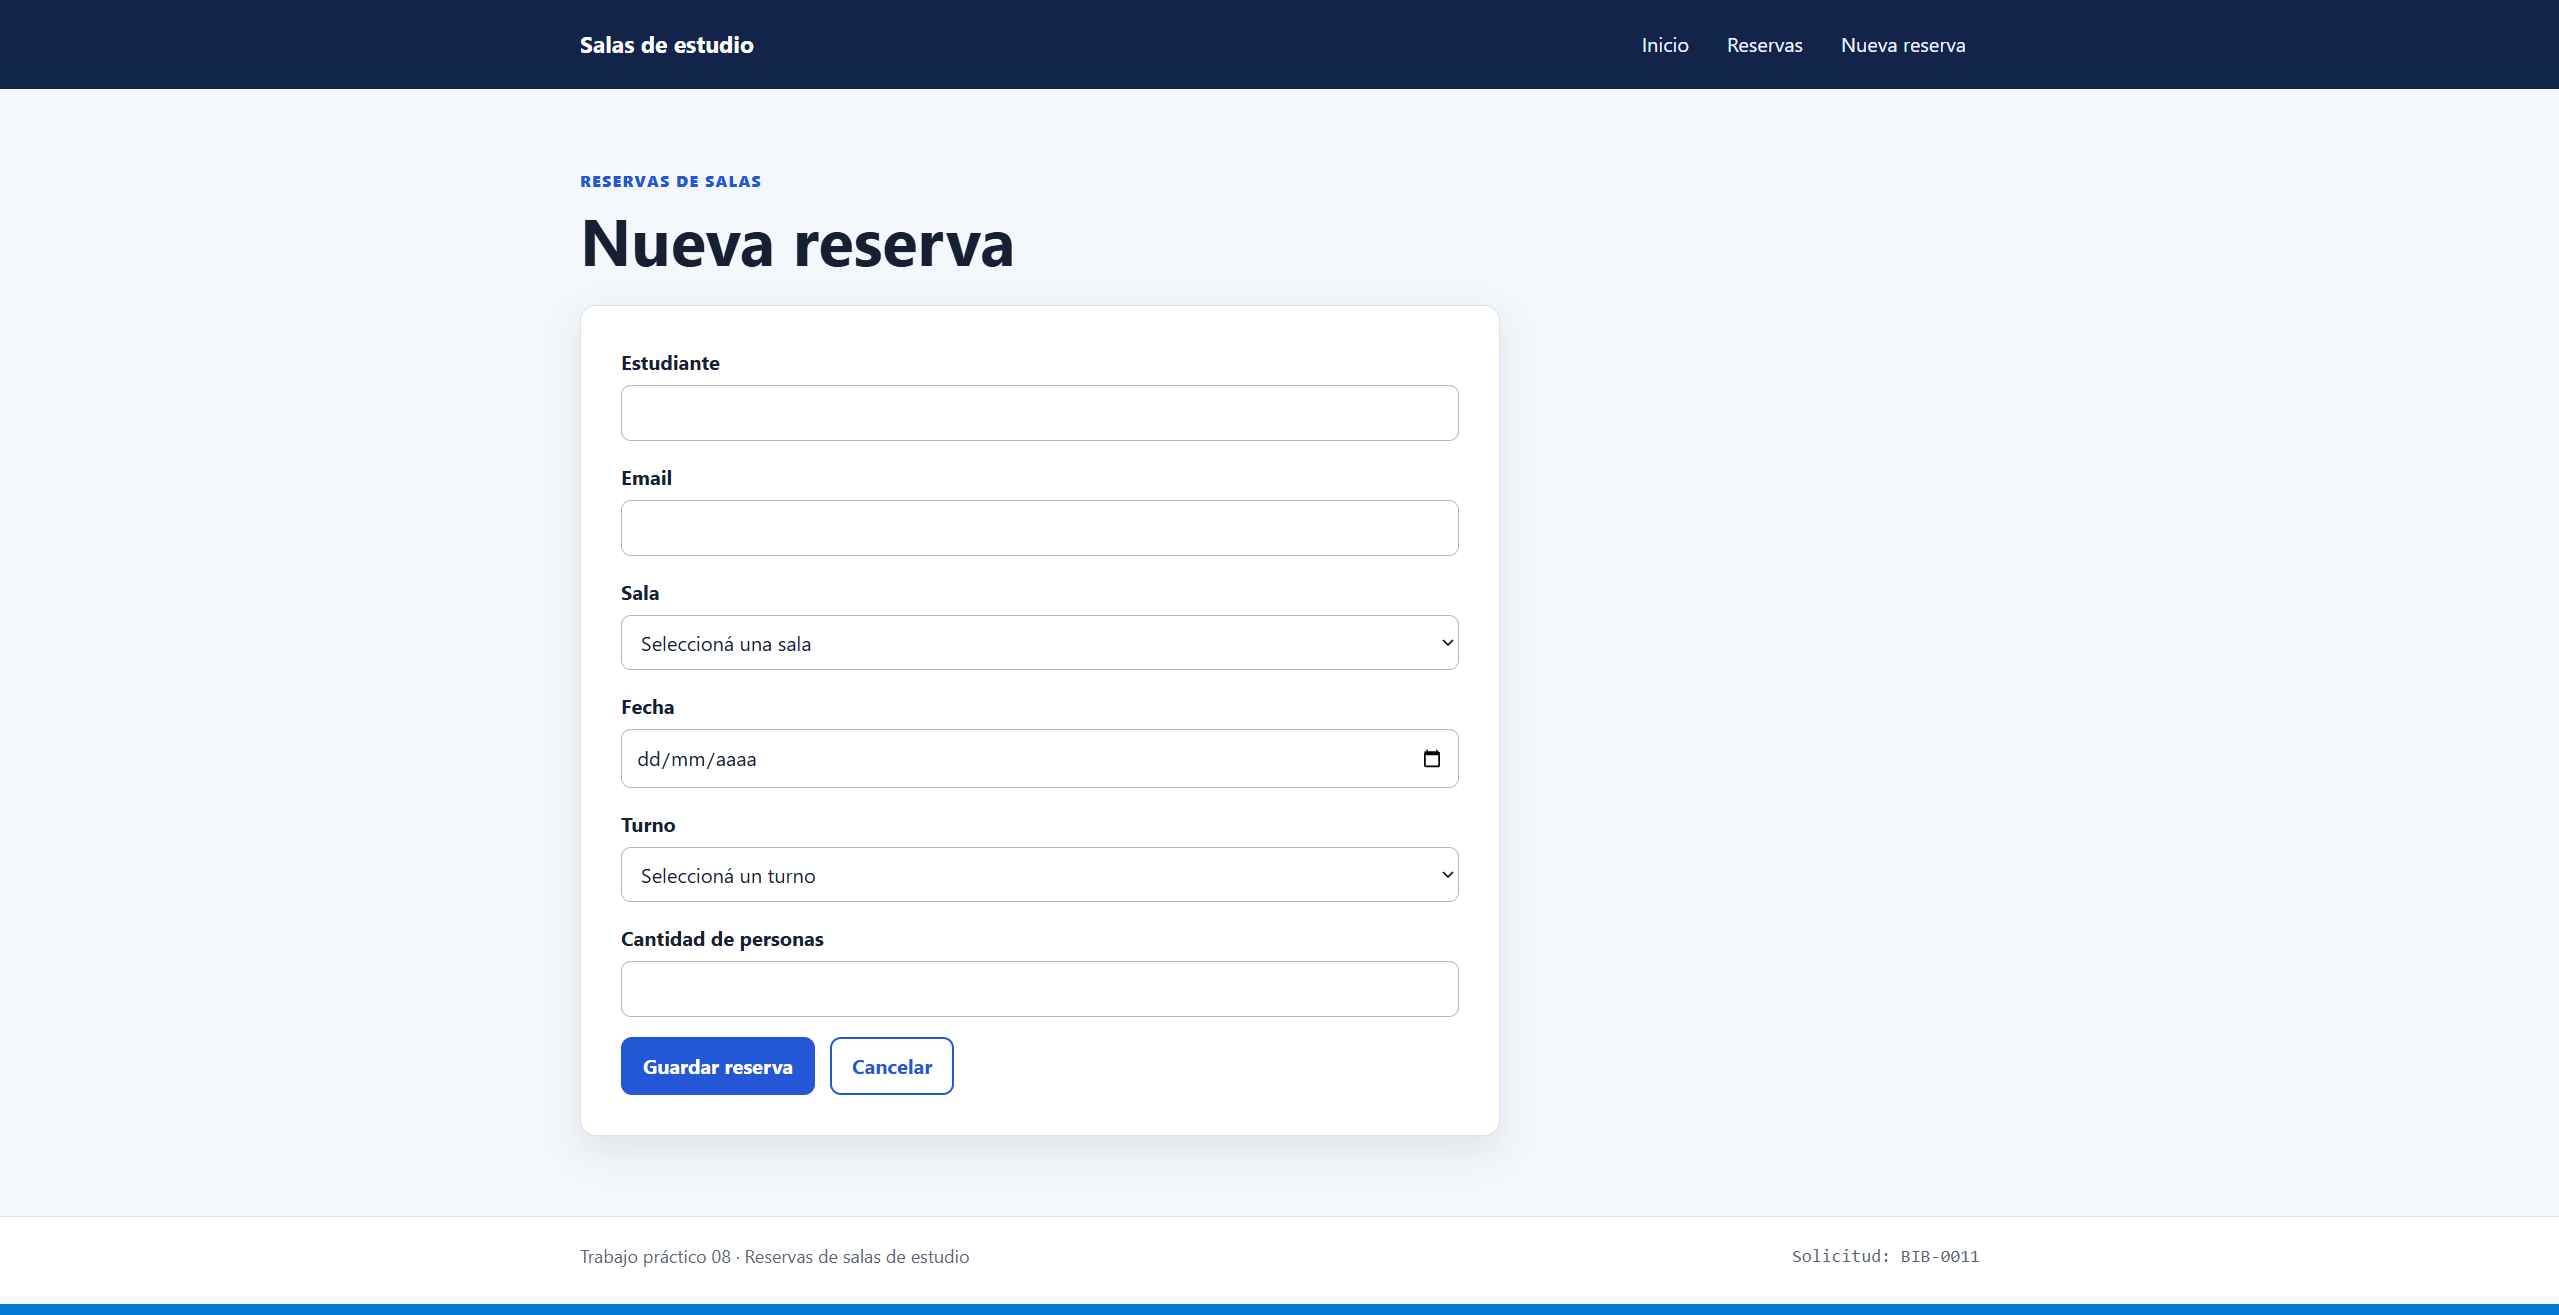 Salas de estudio
Inicio Reservas Nueva reserva
RESERVAS DE SALAS
Nueva reserva
Estudiante
Email
Sala
Seleccioná una sala
Fecha
dd/mm/aaaa
Turno
Seleccioná un turno
Cantidad de personas
Guardar reserva Cancelar
Trabajo práctico 08 · Reservas de salas de estudio Solicitud: BIB-0011